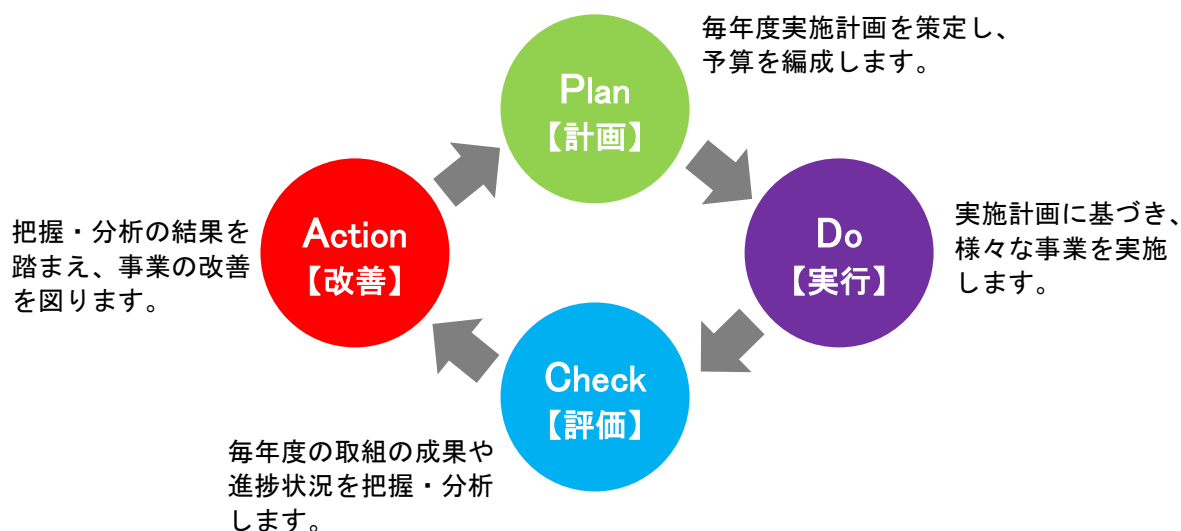 Plan
【計画】
毎年度実施計画を策定し、
予算を編成します。
Do
【実行】
実施計画に基づき、
様々な事業を実施
します。
Check
【評価】
毎年度の取組の成果や
進捗状況を把握・分析
します。
Action
【改善】
把握・分析の結果を
踏まえ、事業の改善
を図ります。